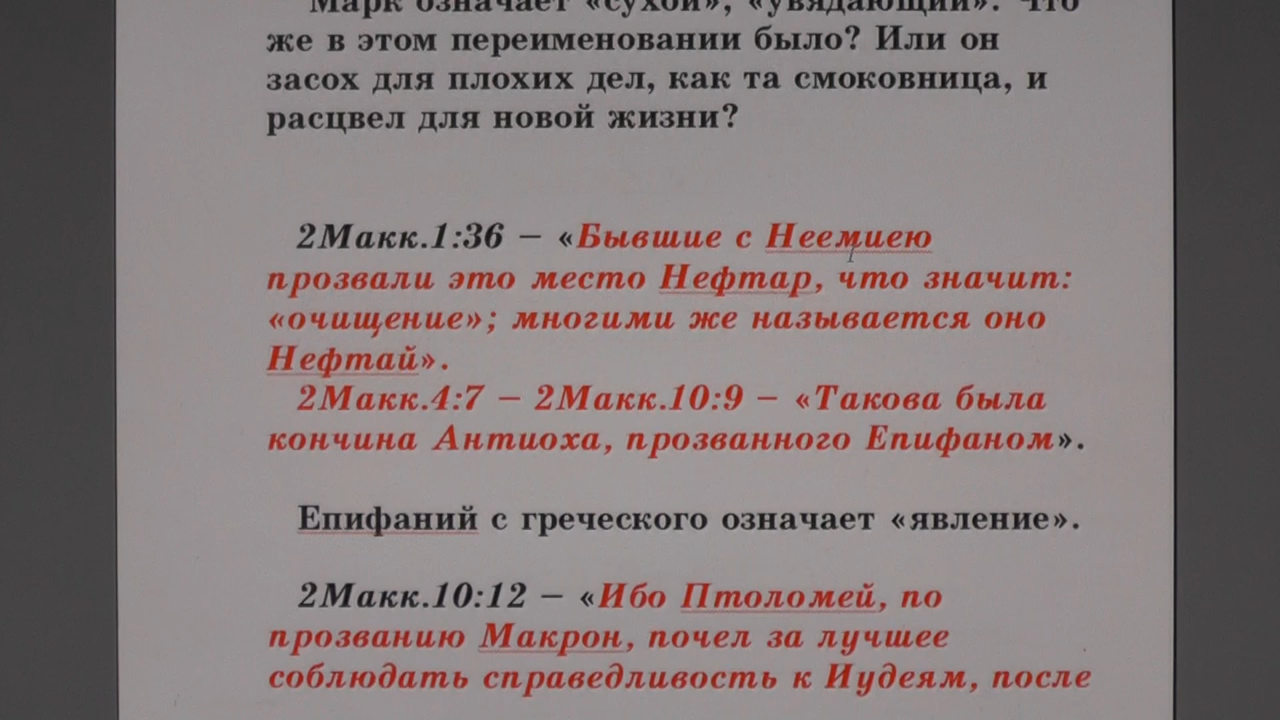 Марк означает «сухой», «увядающий». Что
же в этом переименовании было? Или он
засох для плохих дел, как та смоковница, и
расцвел для новой жизни?
2Макк.1:36 – «Бывшие с Неемиею
прозвали это место Нефтар, что значит:
«очищение»; многими же называется оно
Нефтай».
2Макк.4:7 – 2Макк.10:9 – «Такова была
кончина Антиоха, прозванного Епифаном».
Епифаний с греческого означает «явление».
2Макк.10:12 – «Ибо Птоломей, по
прозванию Макрон, почел за лучшее
соблюдать справедливость к Иудеям, после